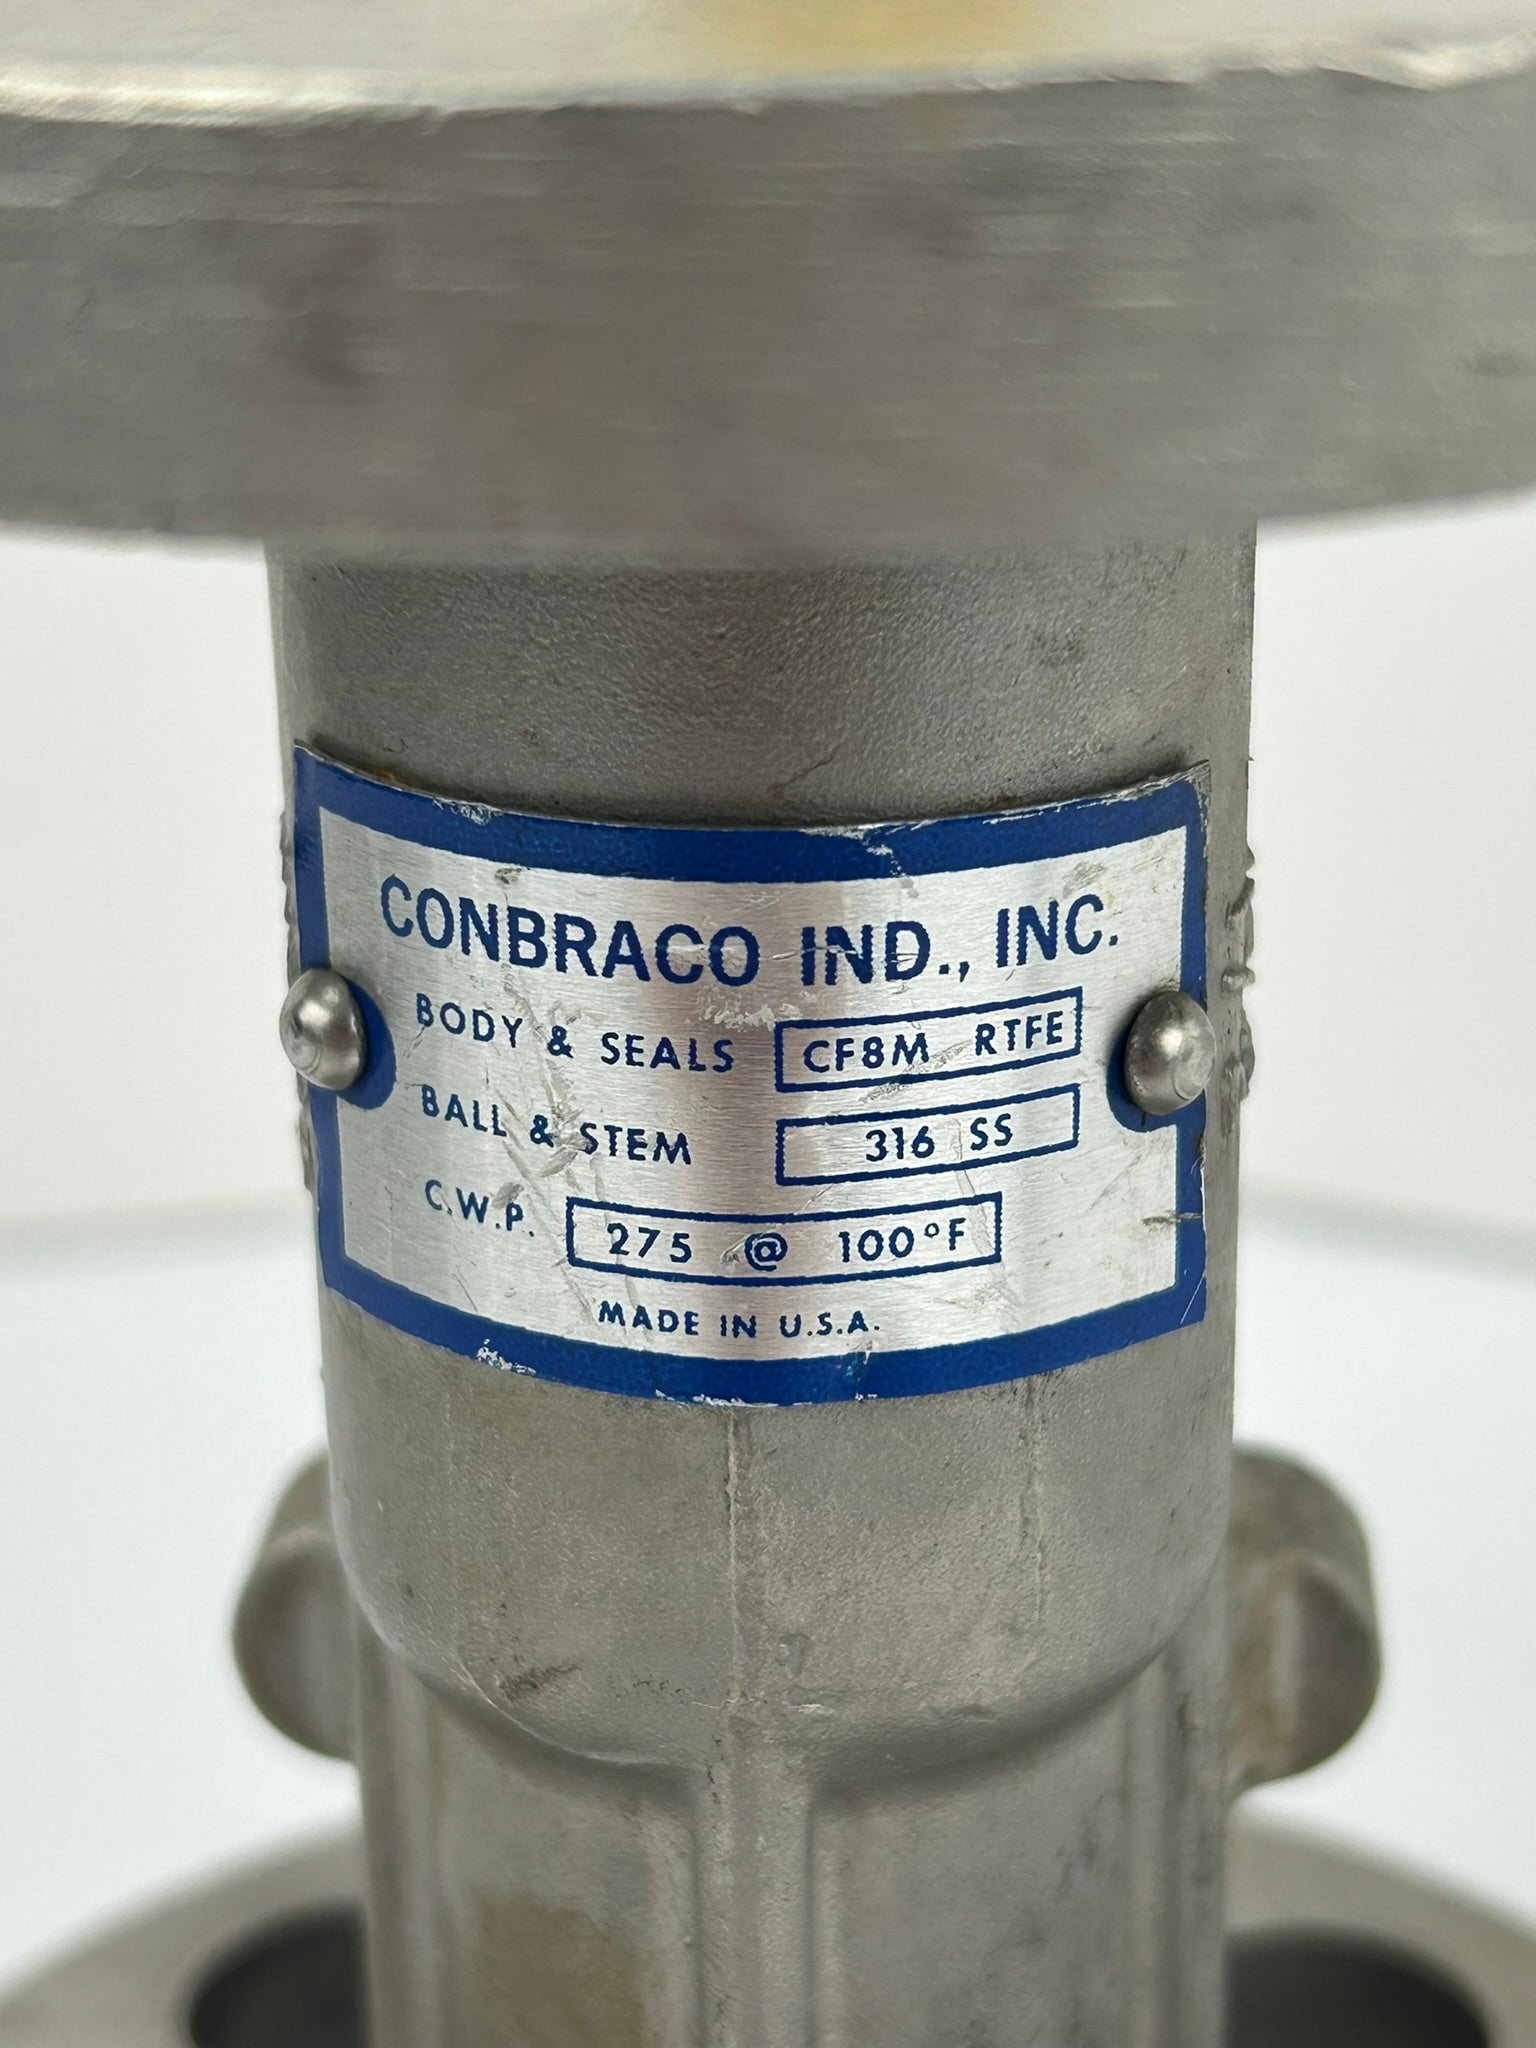 CONBRACO IND., INC.
BODY & SEALS CF8M RTFE
BALL & STEM 316 SS
C.W.P. 275 @ 100°F
MADE IN U.S.A.